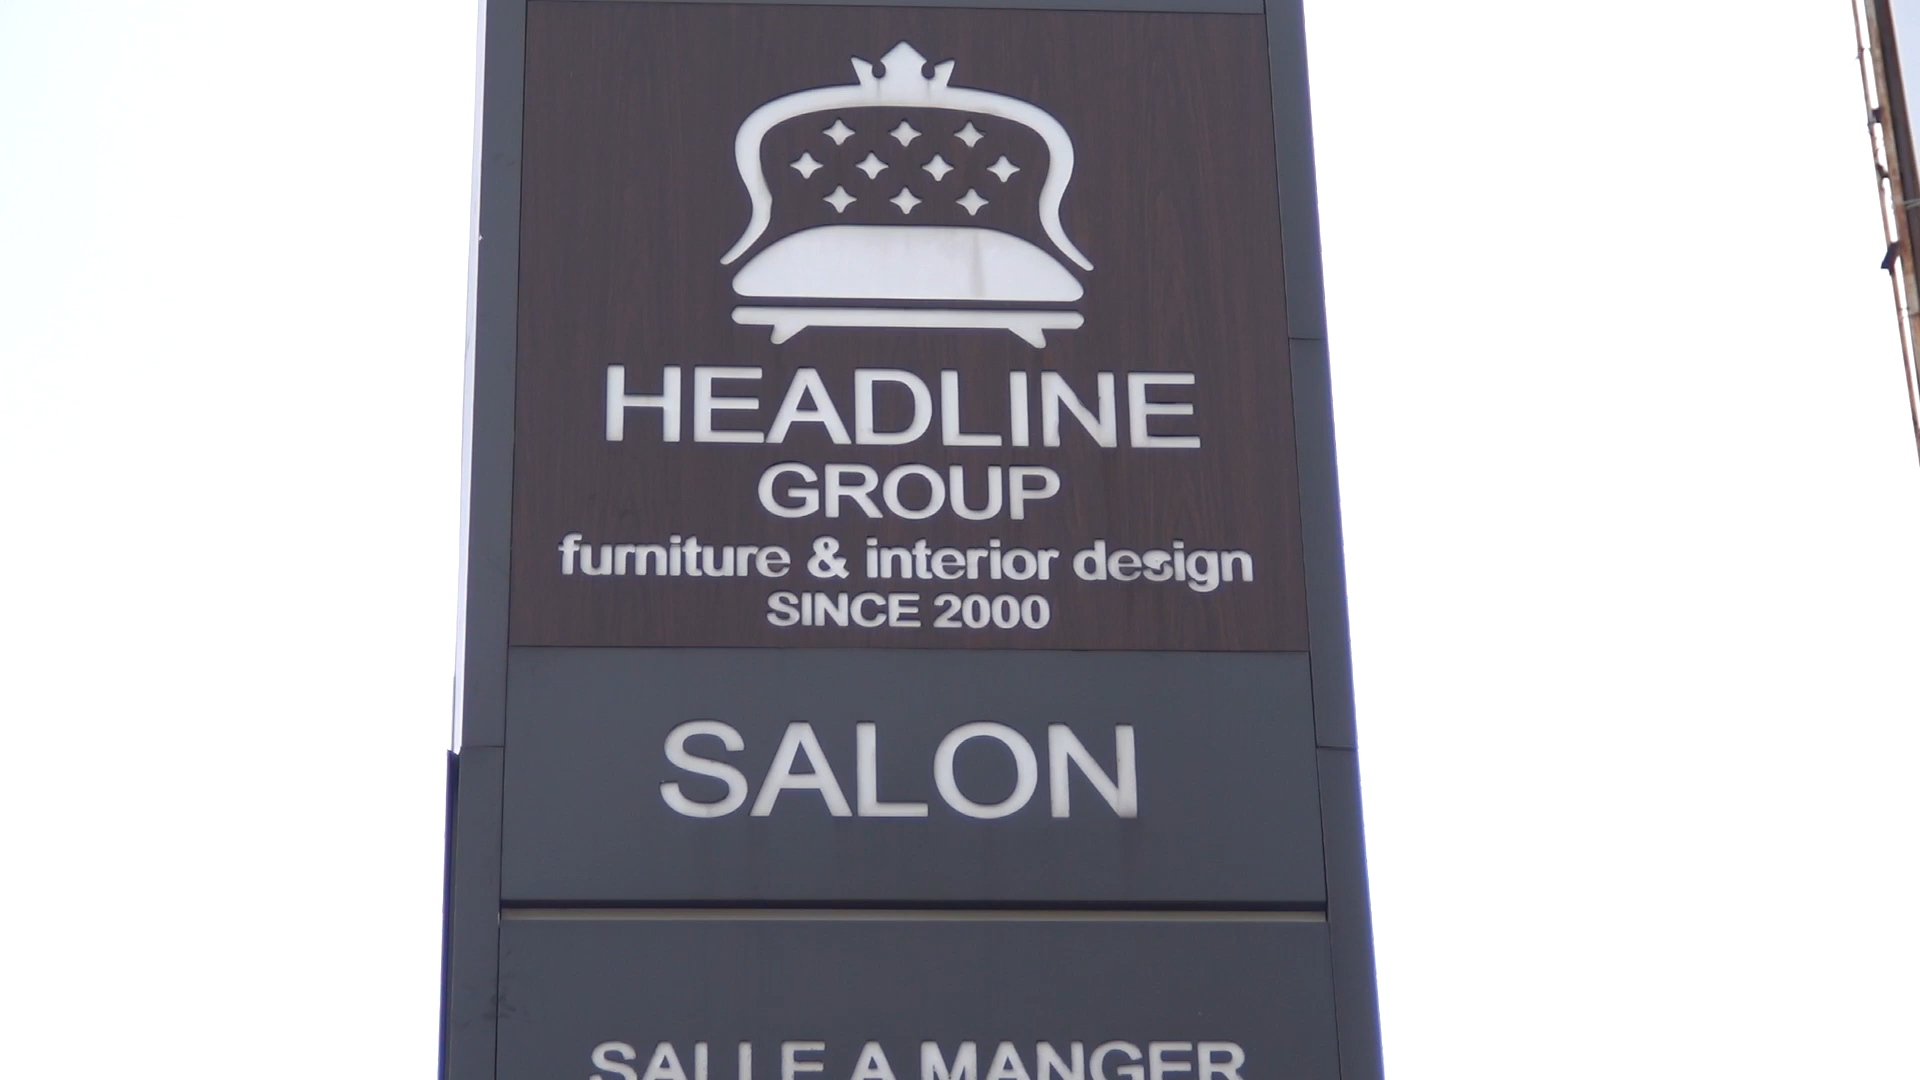 HEADLINE
GROUP
furniture & interior design
SINCE 2000
SALON
SALLE A MANGER